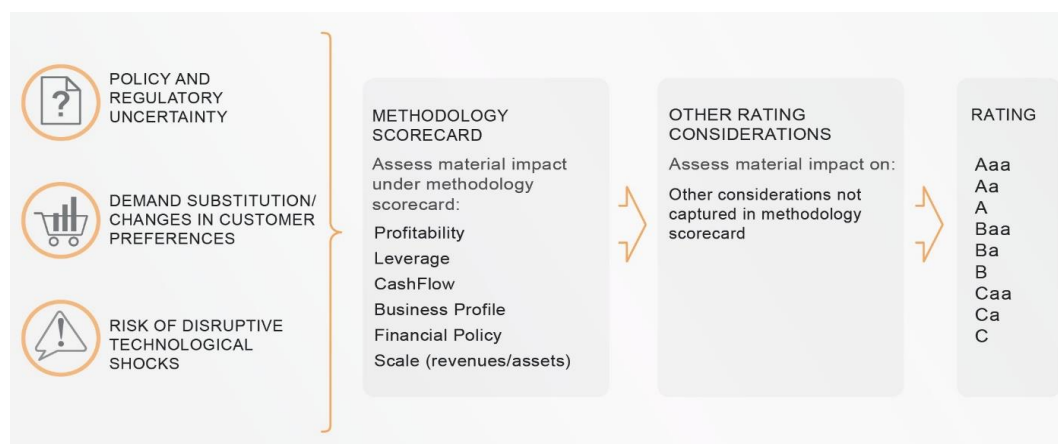 POLICY AND
REGULATORY
UNCERTAINTY
DEMAND SUBSTITUTION/
CHANGES IN CUSTOMER
PREFERENCES
RISK OF DISRUPTIVE
TECHNOLOGICAL
SHOCKS
METHODOLOGY
SCORECARD
Assess material impact
under methodology
scorecard:
Profitability
Leverage
CashFlow
Business Profile
Financial Policy
Scale (revenues/assets)
OTHER RATING
CONSIDERATIONS
Assess material impact on:
Other considerations not
captured in methodology
scorecard
RATING
Aaa
Aa
A
Baa
Ba
B
Caa
Ca
C